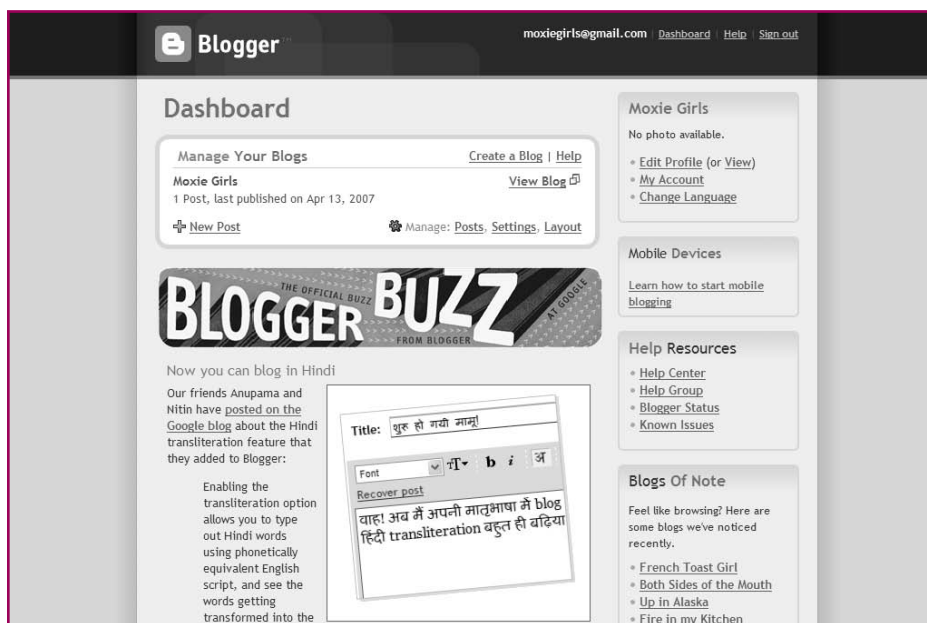 Blogger™
moxiegirls@gmail.com | Dashboard | Help | Sign out
Dashboard
Manage Your Blogs
Create a Blog | Help
Moxie Girls
View Blog
1 Post, last published on Apr 13, 2007
New Post
Manage: Posts, Settings, Layout
THE OFFICIAL BUZZ
BLOGGER BUZZ
FROM BLOGGER
AT GOOGLE
Now you can blog in Hindi
Our friends Anupama and
Nitin have posted on the
Google blog about the Hindi
transliteration feature that
they added to Blogger:
Enabling the
transliteration option
allows you to type
out Hindi words
using phonetically
equivalent English
script, and see the
words getting
transformed into the
Title: शुरू हो गयी मामू!
Font
b i अ
Recover post
वाह! अब मैं अपनी मातृभाषा में blog
हिंदी transliteration बहुत ही बढ़िया
Moxie Girls
No photo available.
• Edit Profile (or View)
• My Account
• Change Language
Mobile Devices
Learn how to start mobile
blogging
Help Resources
• Help Center
• Help Group
• Blogger Status
• Known Issues
Blogs Of Note
Feel like browsing? Here are
some blogs we've noticed
recently.
• French Toast Girl
• Both Sides of the Mouth
• Up in Alaska
• Fire in my Kitchen